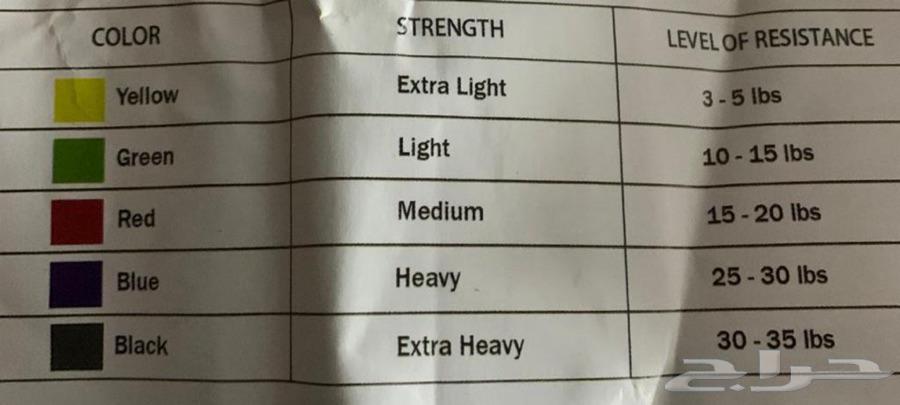 COLOR STRENGTH LEVEL OF RESISTANCE
Yellow Extra Light 3 - 5 lbs
Green Light 10 - 15 lbs
Red Medium 15 - 20 lbs
Blue Heavy 25 - 30 lbs
Black Extra Heavy 30 - 35 lbs
حراج